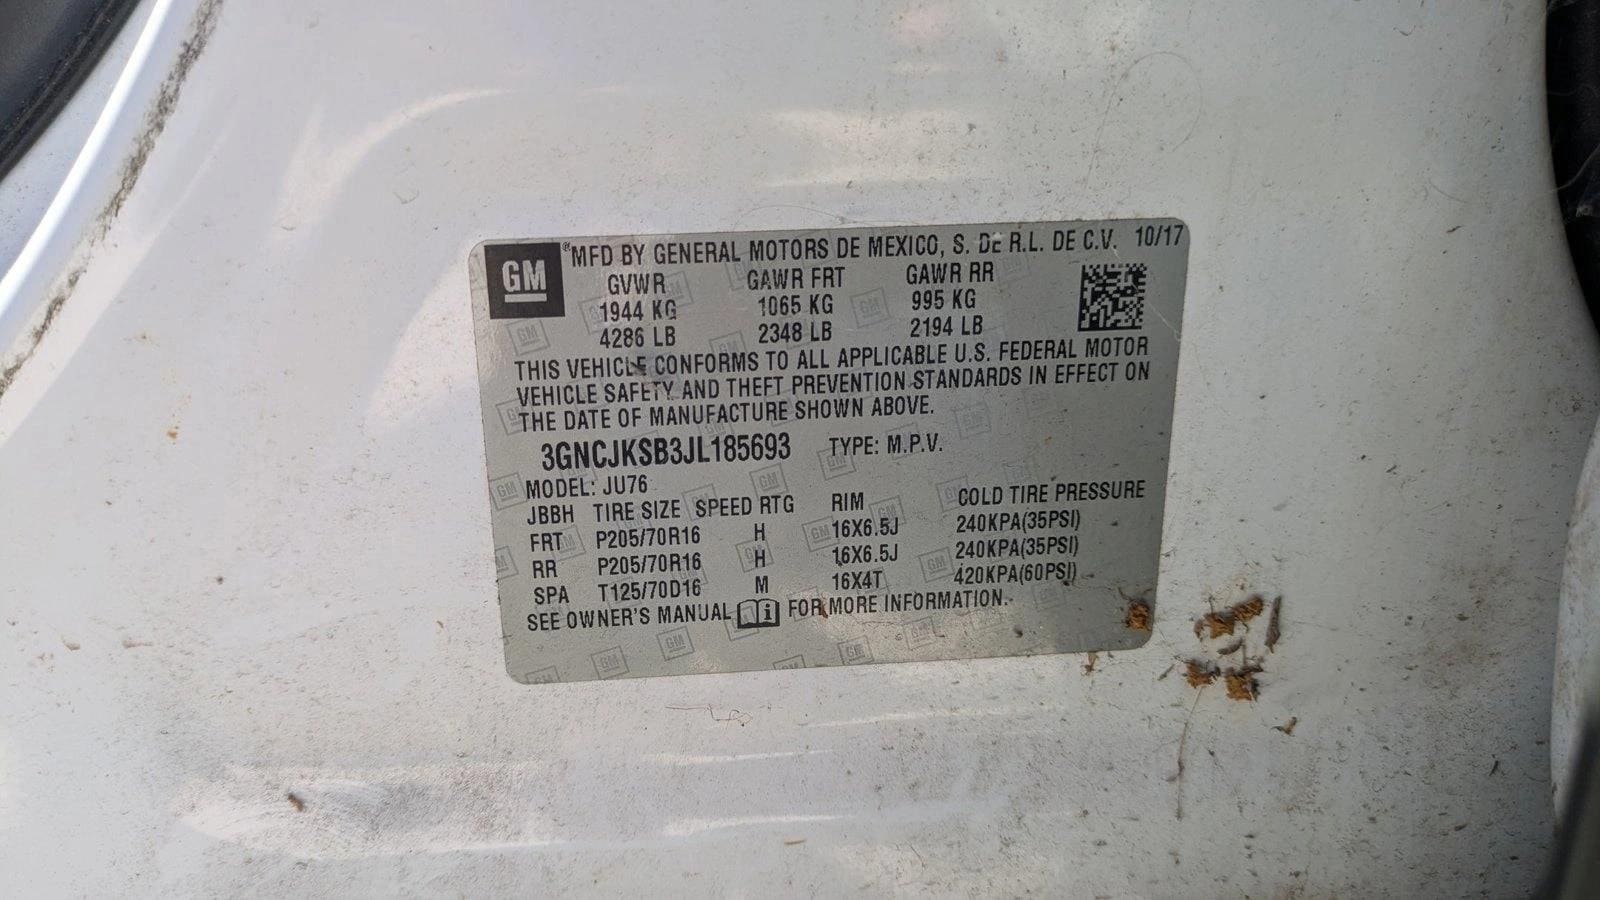 GM ® MFD BY GENERAL MOTORS DE MEXICO, S. DE R.L. DE C.V. 10/17
GVWR GAWR FRT GAWR RR
1944 KG 1065 KG 995 KG
4286 LB 2348 LB 2194 LB
THIS VEHICLE CONFORMS TO ALL APPLICABLE U.S. FEDERAL MOTOR
VEHICLE SAFETY AND THEFT PREVENTION STANDARDS IN EFFECT ON
THE DATE OF MANUFACTURE SHOWN ABOVE.
3GNCJKSB3JL185693 TYPE: M.P.V.
MODEL: JU76
JBBH TIRE SIZE SPEED RTG RIM COLD TIRE PRESSURE
FRT P205/70R16 H 16X6.5J 240KPA(35PSI)
RR P205/70R16 H 16X6.5J 240KPA(35PSI)
SPA T125/70D16 M 16X4T 420KPA(60PSI)
SEE OWNER'S MANUAL FOR MORE INFORMATION.